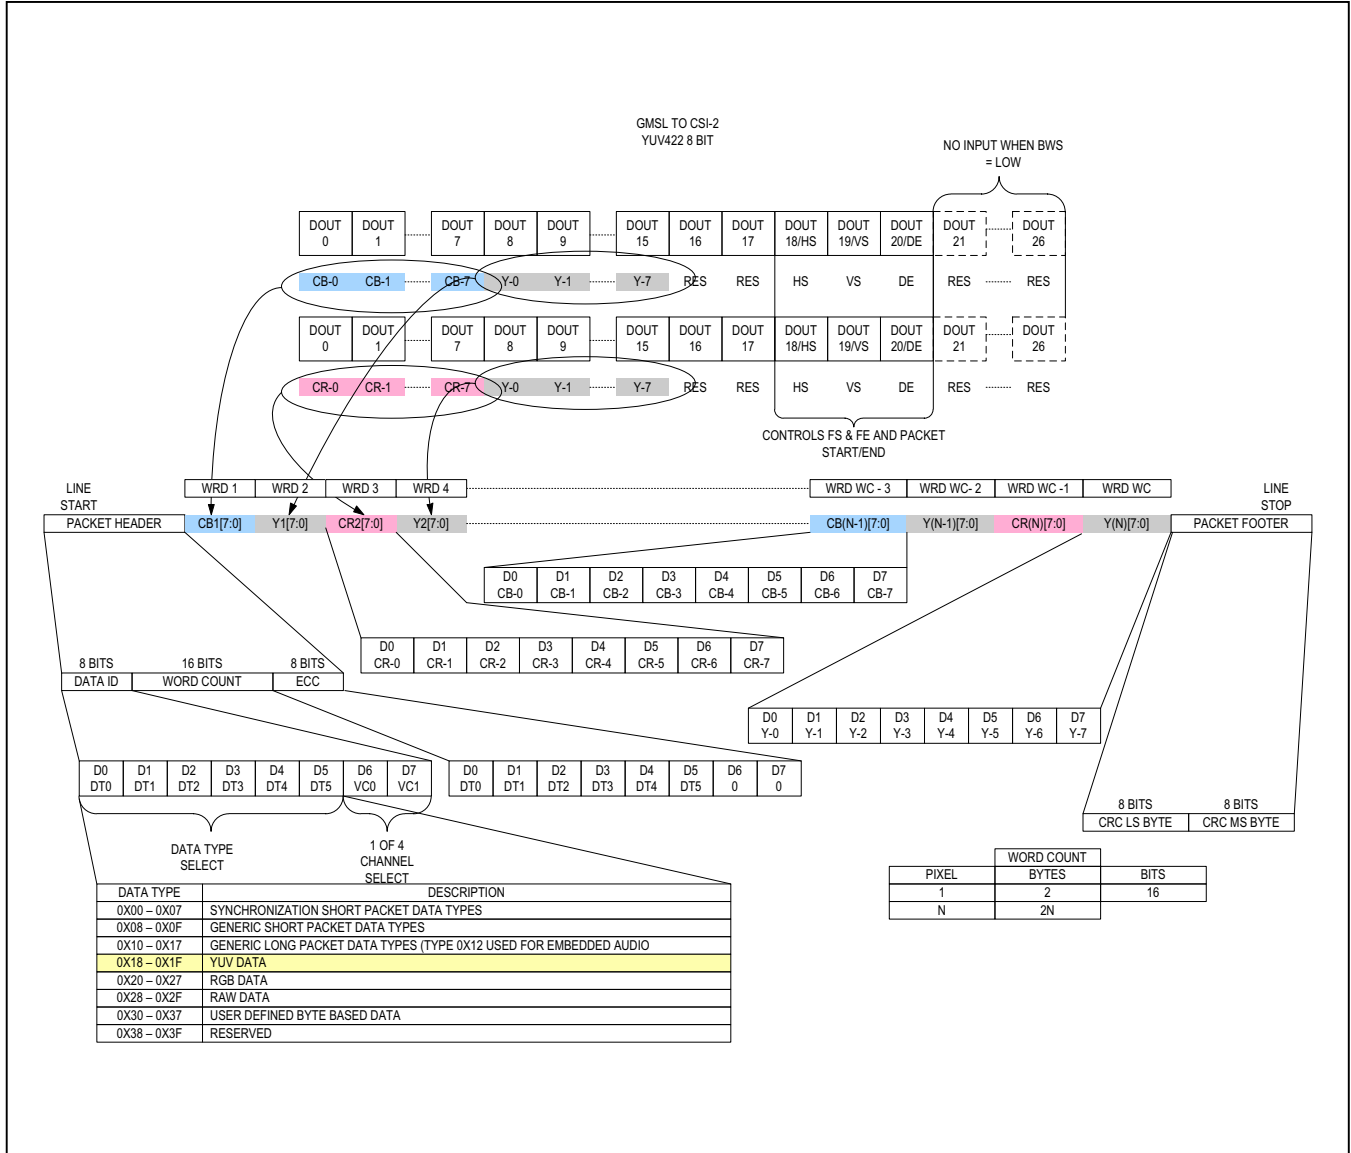 GMSL TO CSI-2
YUV422 8 BIT
NO INPUT WHEN BWS
= LOW
DOUT 0 DOUT 1 DOUT 7 DOUT 8 DOUT 9 DOUT 15 DOUT 16 DOUT 17 DOUT 18/HS DOUT 19/VS DOUT 20/DE DOUT 21 DOUT 26
CB-0 CB-1 CB-7 Y-0 Y-1 Y-7 RES RES HS VS DE RES RES
DOUT 0 DOUT 1 DOUT 7 DOUT 8 DOUT 9 DOUT 15 DOUT 16 DOUT 17 DOUT 18/HS DOUT 19/VS DOUT 20/DE DOUT 21 DOUT 26
CR-0 CR-1 CR-7 Y-0 Y-1 Y-7 RES RES HS VS DE RES RES
CONTROLS FS & FE AND PACKET
START/END
LINE
START
WRD 1 WRD 2 WRD 3 WRD 4 WRD WC - 3 WRD WC- 2 WRD WC -1 WRD WC
LINE
STOP
PACKET HEADER CB1[7:0] Y1[7:0] CR2[7:0] Y2[7:0] CB(N-1)[7:0] Y(N-1)[7:0] CR(N)[7:0] Y(N)[7:0] PACKET FOOTER
D0 D1 D2 D3 D4 D5 D6 D7
CB-0 CB-1 CB-2 CB-3 CB-4 CB-5 CB-6 CB-7
D0 D1 D2 D3 D4 D5 D6 D7
CR-0 CR-1 CR-2 CR-3 CR-4 CR-5 CR-6 CR-7
8 BITS 16 BITS 8 BITS
DATA ID WORD COUNT ECC
D0 D1 D2 D3 D4 D5 D6 D7
Y-0 Y-1 Y-2 Y-3 Y-4 Y-5 Y-6 Y-7
D0 D1 D2 D3 D4 D5 D6 D7
DT0 DT1 DT2 DT3 DT4 DT5 VC0 VC1
D0 D1 D2 D3 D4 D5 D6 D7
DT0 DT1 DT2 DT3 DT4 DT5 0 0
8 BITS 8 BITS
CRC LS BYTE CRC MS BYTE
DATA TYPE
SELECT
1 OF 4
CHANNEL
SELECT
WORD COUNT
PIXEL BYTES BITS
1 2 16
N 2N
DATA TYPE DESCRIPTION
0X00 – 0X07 SYNCHRONIZATION SHORT PACKET DATA TYPES
0X08 – 0X0F GENERIC SHORT PACKET DATA TYPES
0X10 – 0X17 GENERIC LONG PACKET DATA TYPES (TYPE 0X12 USED FOR EMBEDDED AUDIO
0X18 – 0X1F YUV DATA
0X20 – 0X27 RGB DATA
0X28 – 0X2F RAW DATA
0X30 – 0X37 USER DEFINED BYTE BASED DATA
0X38 – 0X3F RESERVED